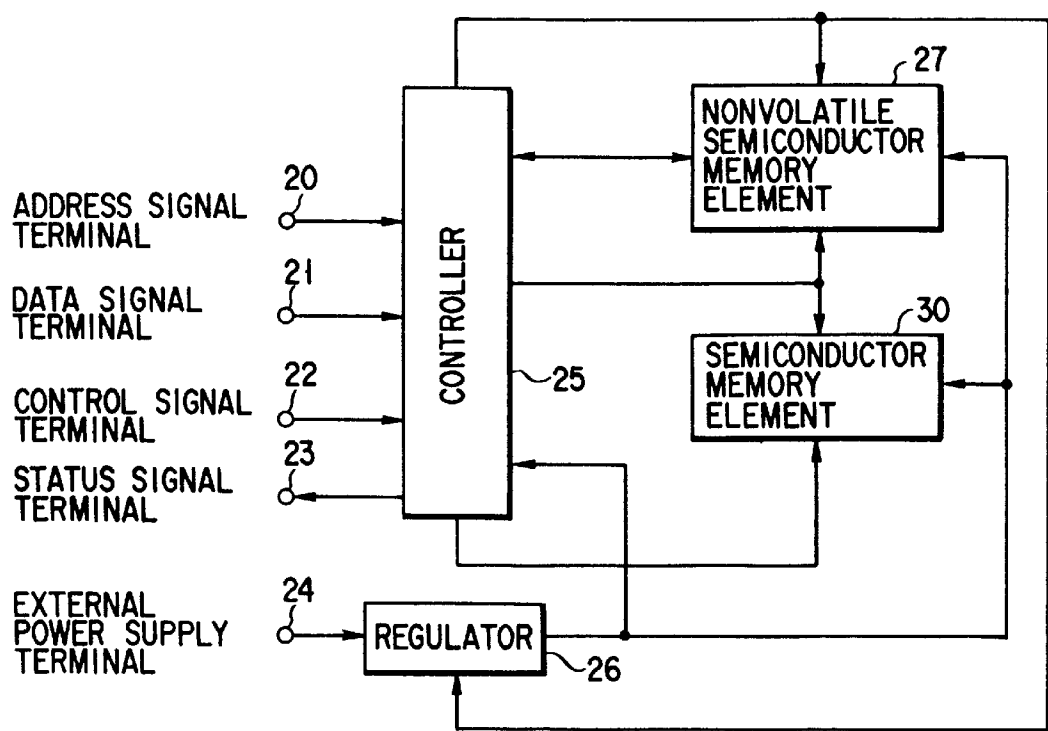 27
NONVOLATILE
SEMICONDUCTOR
MEMORY
ELEMENT
20
ADDRESS SIGNAL
TERMINAL
21
DATA SIGNAL
TERMINAL
CONTROLLER
25
30
SEMICONDUCTOR
MEMORY
ELEMENT
22
CONTROL SIGNAL
TERMINAL
23
STATUS SIGNAL
TERMINAL
24
EXTERNAL
POWER SUPPLY
TERMINAL
REGULATOR
26